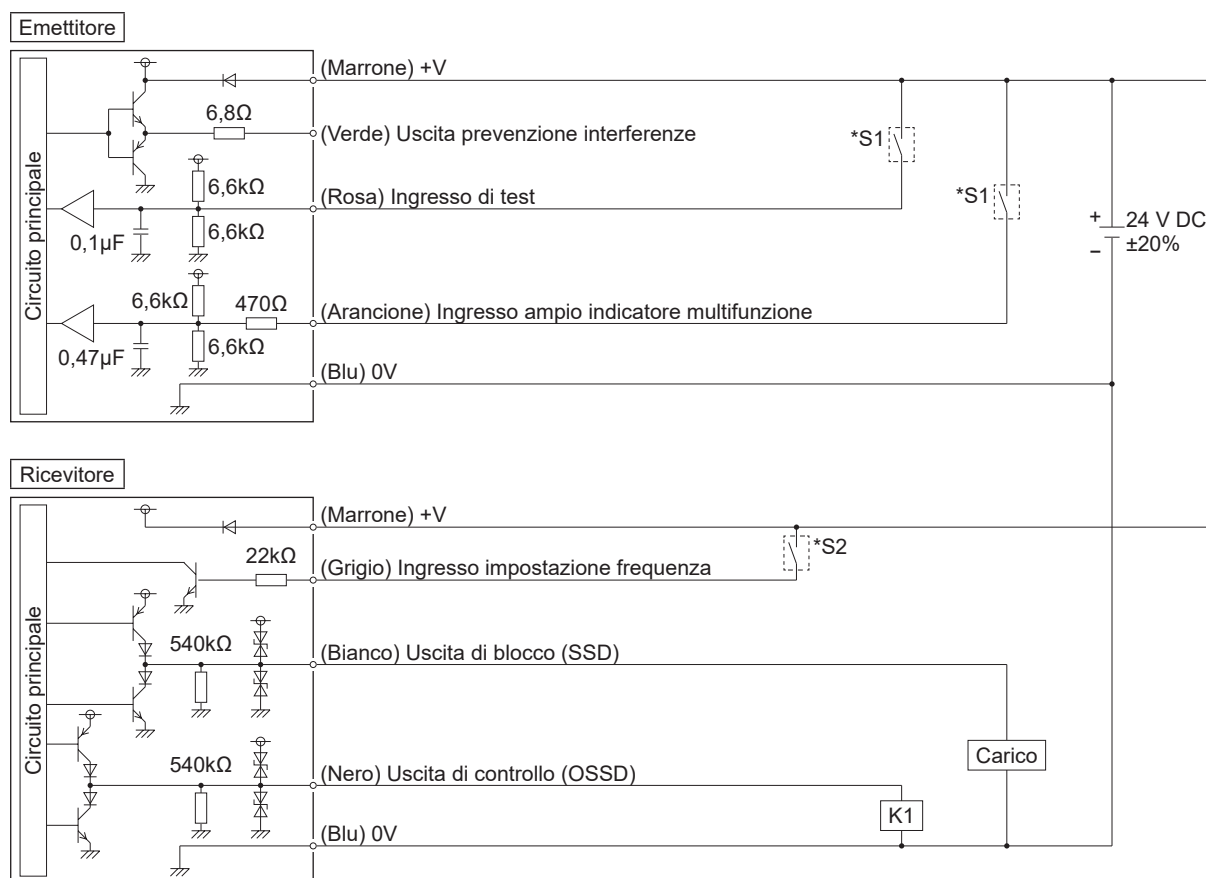 Emettitore
Circuito principale
(Marrone) +V
6,8Ω
(Verde) Uscita prevenzione interferenze
*S1
6,6kΩ
(Rosa) Ingresso di test
*S1
0,1µF
6,6kΩ
+
24 V DC
−
±20%
6,6kΩ
470Ω
(Arancione) Ingresso ampio indicatore multifunzione
0,47µF
6,6kΩ
(Blu) 0V
Ricevitore
Circuito principale
(Marrone) +V
*S2
22kΩ
(Grigio) Ingresso impostazione frequenza
540kΩ
(Bianco) Uscita di blocco (SSD)
Carico
540kΩ
(Nero) Uscita di controllo (OSSD)
K1
(Blu) 0V